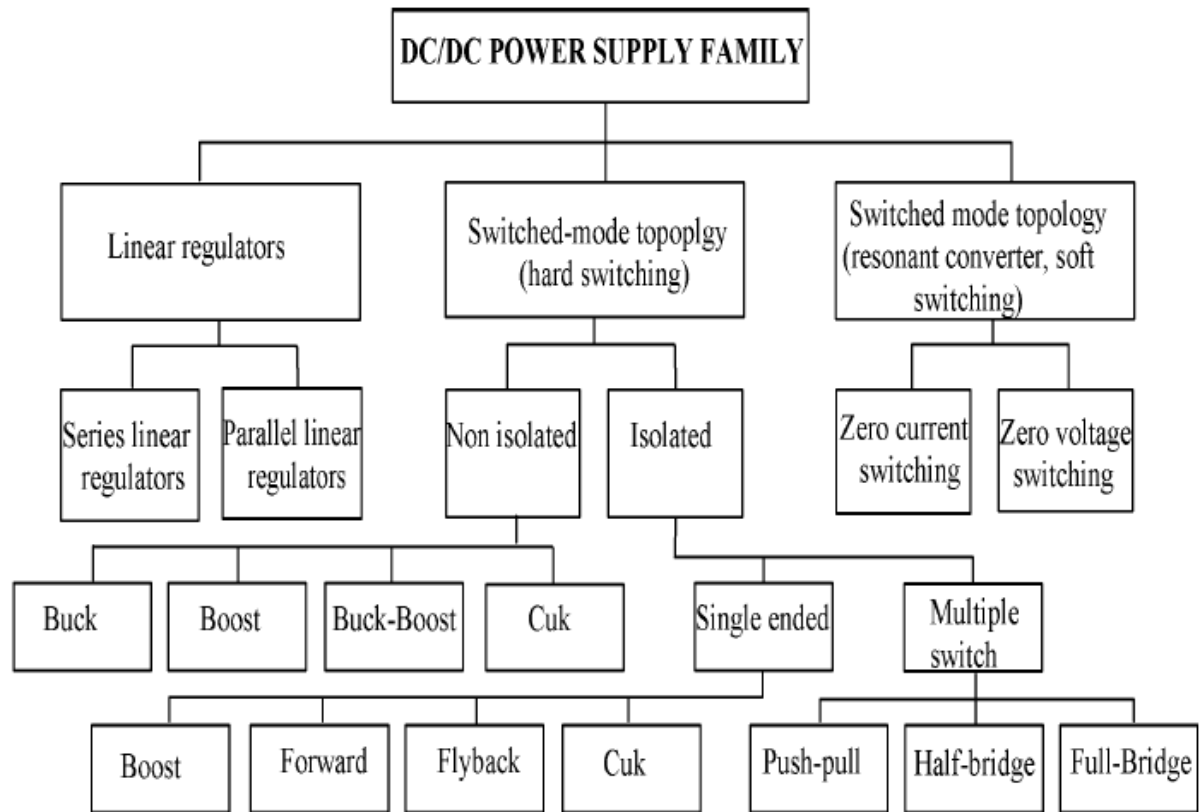 DC/DC POWER SUPPLY FAMILY
Linear regulators
Switched-mode topoplgy
(hard switching)
Switched mode topology
(resonant converter, soft
switching)
Series linear
regulators
Parallel linear
regulators
Non isolated
Isolated
Zero current
switching
Zero voltage
switching
Buck
Boost
Buck-Boost
Cuk
Single ended
Multiple
switch
Boost
Forward
Flyback
Cuk
Push-pull
Half-bridge
Full-Bridge